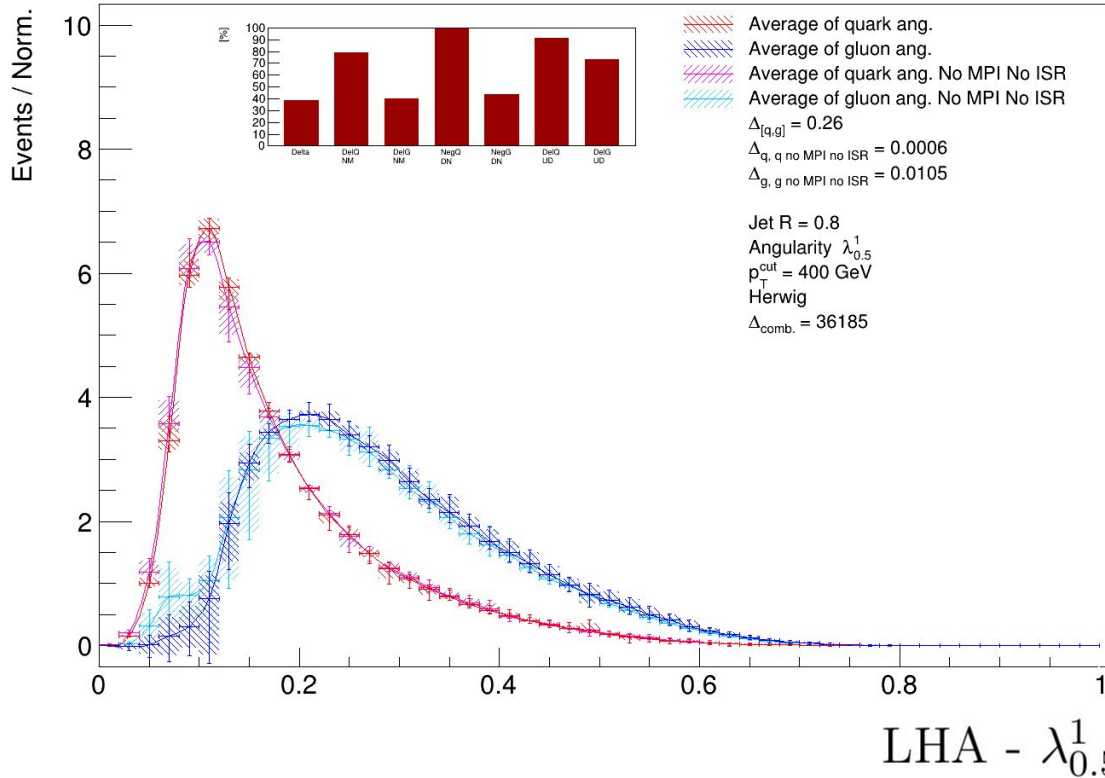 Events / Norm.
10
8
6
4
2
0
0
0.2
0.4
0.6
0.8
1
LHA - λ¹₀.₅
[%]
100
90
80
70
60
50
40
30
20
10
0
Delta
DelQ NM
DelG NM
NegQ DN
NegG DN
DelQ UD
DelG UD
Average of quark ang.
Average of gluon ang.
Average of quark ang. No MPI No ISR
Average of gluon ang. No MPI No ISR
Δ[q,g] = 0.26
Δq, q no MPI no ISR = 0.0006
Δg, g no MPI no ISR = 0.0105
Jet R = 0.8
Angularity λ¹₀.₅
pTcut = 400 GeV
Herwig
Δcomb. = 36185